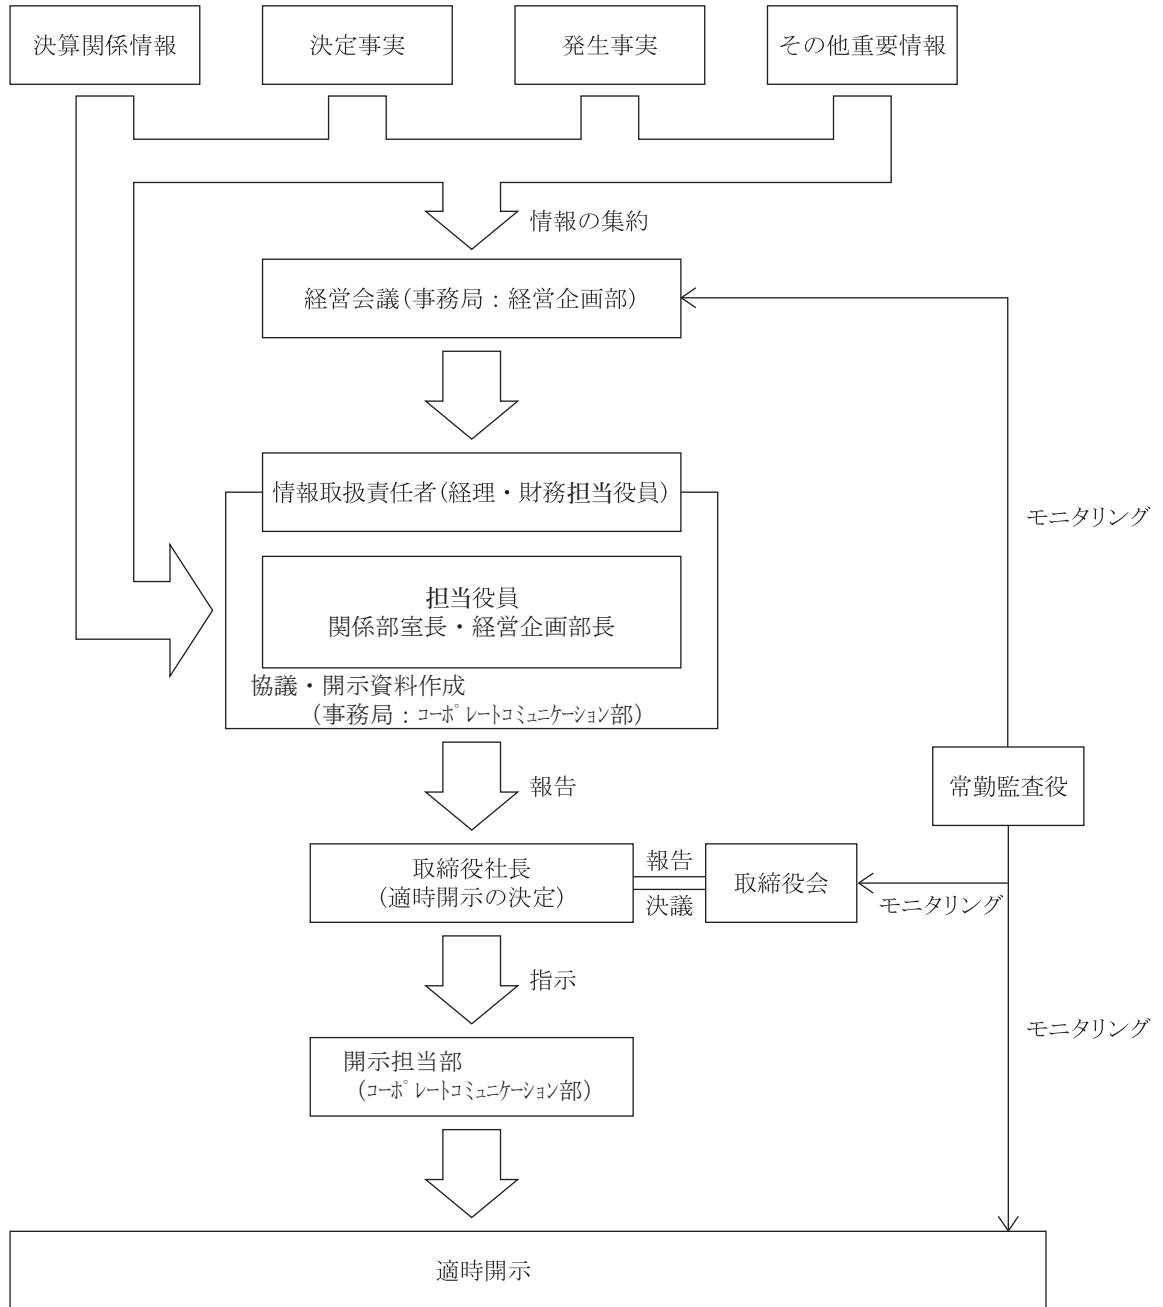 決算関係情報
決定事実
発生事実
その他重要情報
情報の集約
経営会議(事務局：経営企画部)
情報取扱責任者(経理・財務担当役員)
モニタリング
担当役員
関係部室長・経営企画部長
協議・開示資料作成
(事務局：ｺｰﾎﾟﾚｰﾄｺﾐｭﾆｹｰｼｮﾝ部)
報告
常勤監査役
取締役社長
(適時開示の決定)
報告
決議
取締役会
モニタリング
指示
モニタリング
開示担当部
(ｺｰﾎﾟﾚｰﾄｺﾐｭﾆｹｰｼｮﾝ部)
適時開示